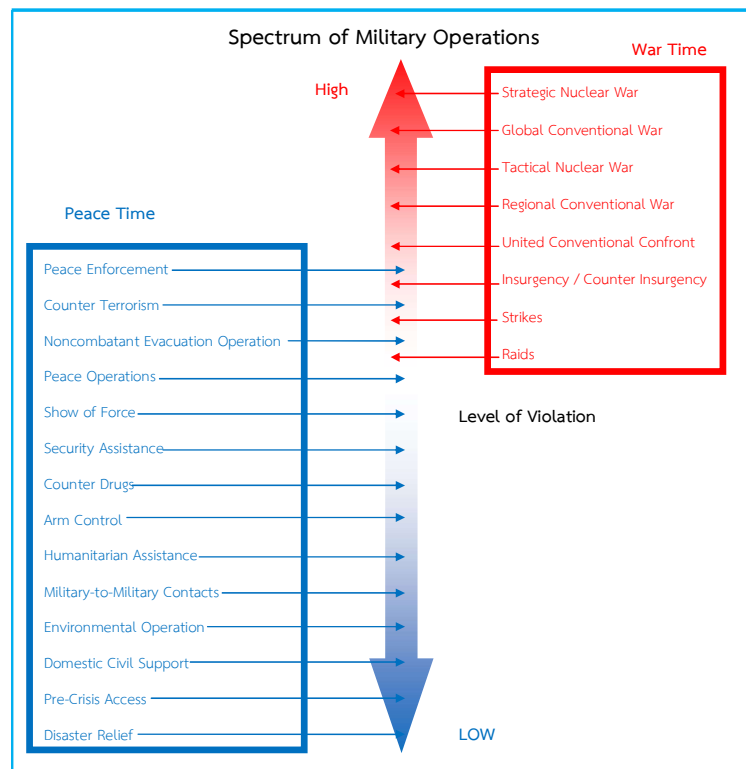 Spectrum of Military Operations
War Time
High
Strategic Nuclear War
Global Conventional War
Tactical Nuclear War
Regional Conventional War
United Conventional Confront
Insurgency / Counter Insurgency
Strikes
Raids
Peace Time
Peace Enforcement
Counter Terrorism
Noncombatant Evacuation Operation
Peace Operations
Show of Force
Security Assistance
Counter Drugs
Arm Control
Humanitarian Assistance
Military-to-Military Contacts
Environmental Operation
Domestic Civil Support
Pre-Crisis Access
Disaster Relief
Level of Violation
LOW